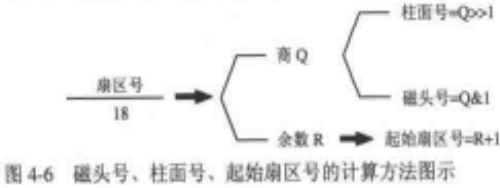 柱面号=Q>>1
商 Q
扇区号
18
磁头号=Q&1
余数 R
起始扇区号=R+1
图 4-6 磁头号、柱面号、起始扇区号的计算方法图示